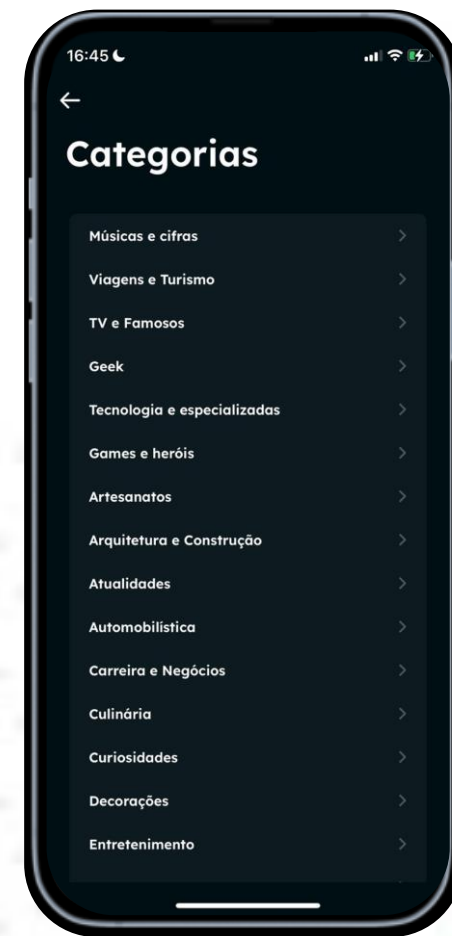 16:45
Categorias
Músicas e cifras
Viagens e Turismo
TV e Famosos
Geek
Tecnologia e especializadas
Games e heróis
Artesanatos
Arquitetura e Construção
Atualidades
Automobilística
Carreira e Negócios
Culinária
Curiosidades
Decorações
Entretenimento